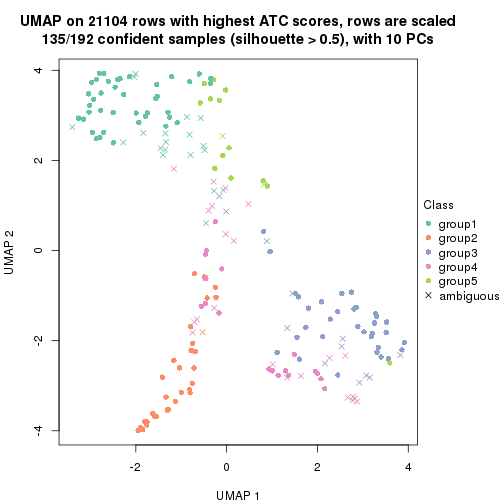 UMAP on 21104 rows with highest ATC scores, rows are scaled
135/192 confident samples (silhouette > 0.5), with 10 PCs
4
2
0
-2
-4
UMAP 2
-2
0
2
4
UMAP 1
Class
group1
group2
group3
group4
group5
ambiguous